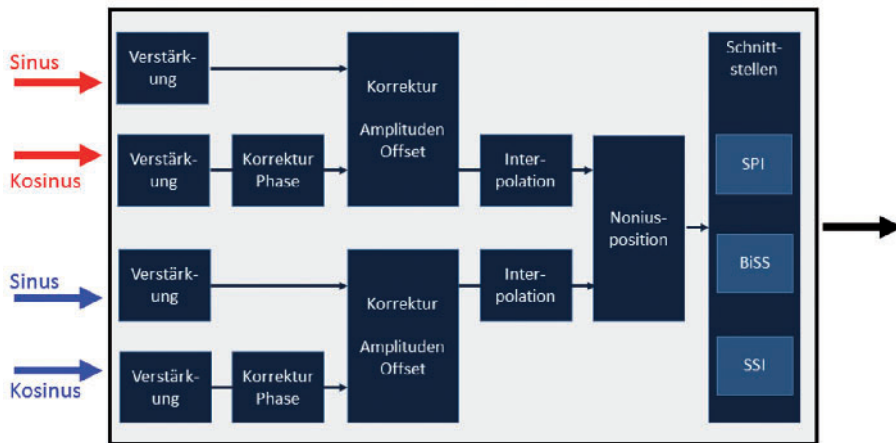 Sinus
Kosinus
Sinus
Kosinus
Verstärk-
ung
Verstärk-
ung
Korrektur
Phase
Korrektur
Amplituden
Offset
Inter-
polation
Verstärk-
ung
Verstärk-
ung
Korrektur
Phase
Korrektur
Amplituden
Offset
Inter-
polation
Nonius-
position
Schnitt-
stellen
SPI
BiSS
SSI